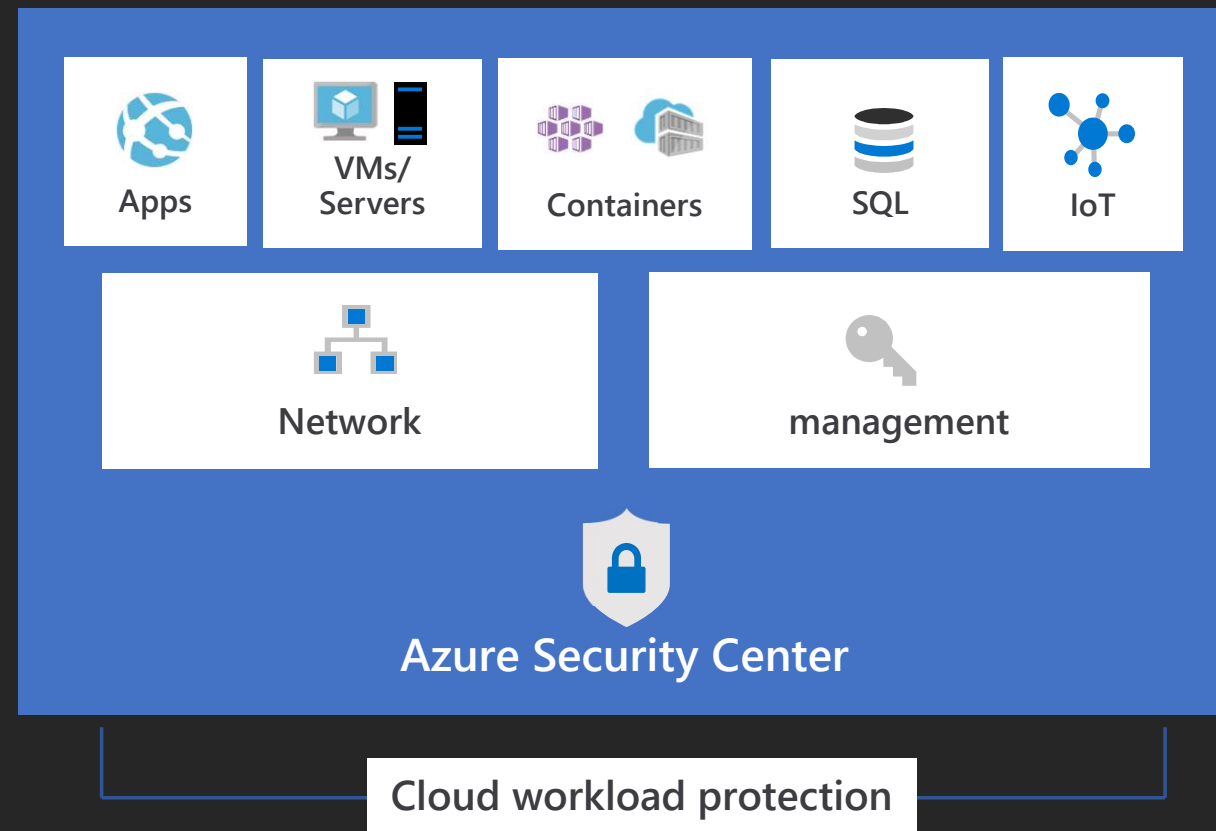 Apps
VMs/
Servers
Containers
SQL
IoT
Network
management
Azure Security Center
Cloud workload protection